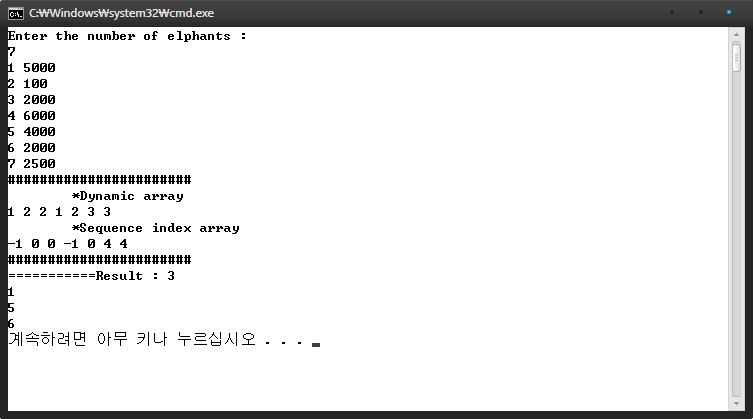 C:₩Windows₩system32₩cmd.exe
Enter the number of elphants :
7
1 5000
2 100
3 2000
4 6000
5 4000
6 2000
7 2500
#######################
*Dynamic array
1 2 2 1 2 3 3
*Sequence index array
-1 0 0 -1 0 4 4
#######################
===========Result : 3
1
5
6
계속하려면 아무 키나 누르십시오 . . .